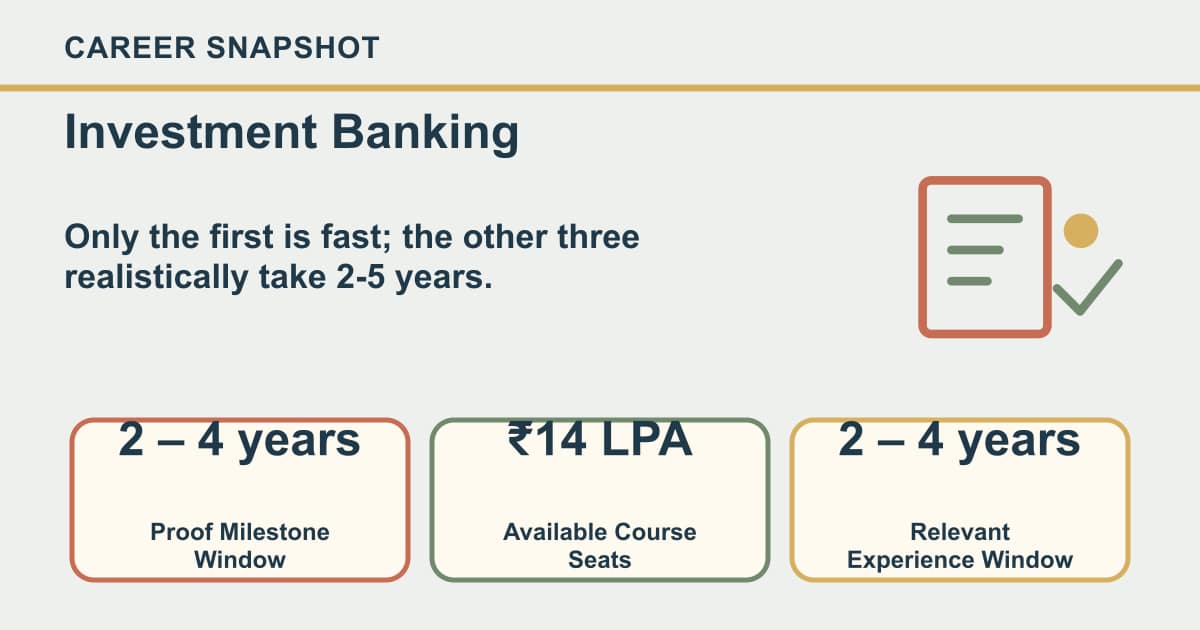 CAREER SNAPSHOT
Investment Banking
Only the first is fast; the other three
realistically take 2-5 years.
2 – 4 years
₹14 LPA
2 – 4 years
Proof Milestone
Window
Available Course
Seats
Relevant
Experience Window